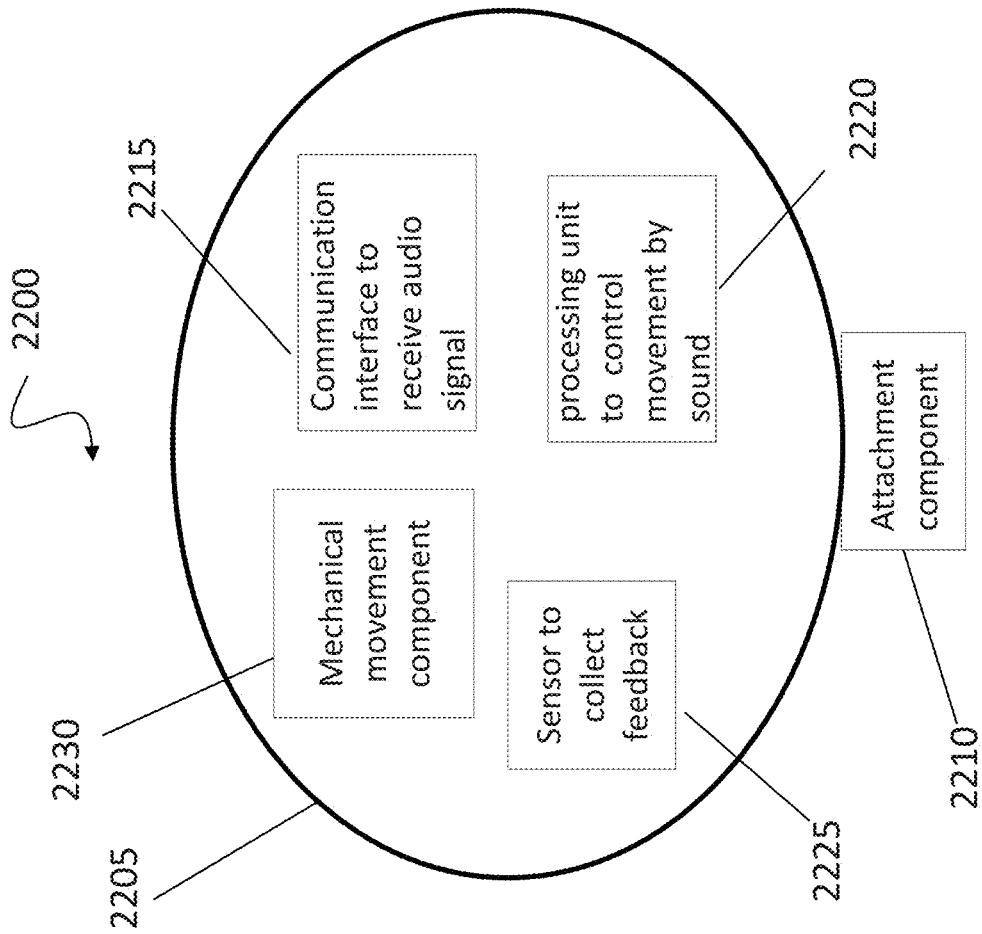 2200
2205
2230
Mechanical
movement
component
2215
Communication
interface to
receive audio
signal
Sensor to
collect
feedback
2225
processing unit
to control
movement by
sound
2220
Attachment
component
2210